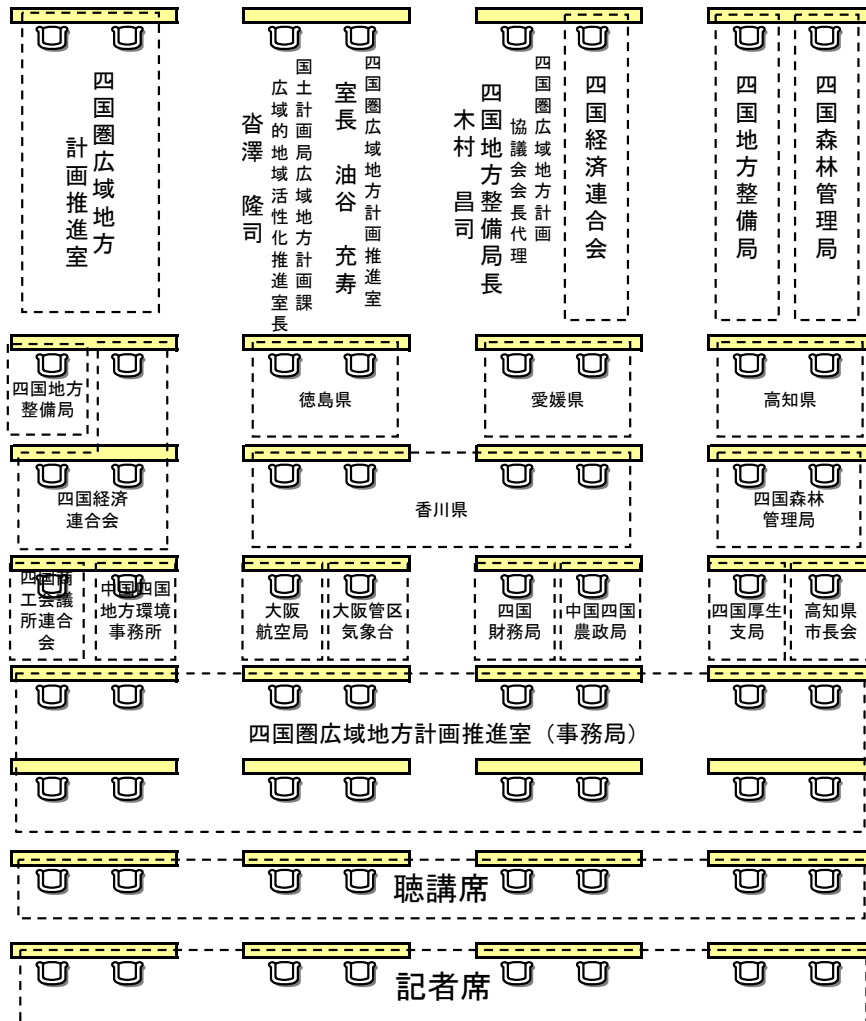 四国圏広域地方
計画推進室
国土計画局広域地方計画課
広域的地域活性化推進室長
沓澤　隆司
四国圏広域地方計画推進室
室長　油谷　充寿
四国圏広域地方計画
協議会会長代理
四国地方整備局長
木村　昌司
四国経済連合会
四国地方整備局
四国森林管理局
四国地方
整備局
徳島県
愛媛県
高知県
四国経済
連合会
香川県
四国森林
管理局
四国商
工会議
所連合
会
中国四国
地方環境
事務所
大阪
航空局
大阪管区
気象台
四国
財務局
中国四国
農政局
四国厚生
支局
高知県
市長会
四国圏広域地方計画推進室（事務局）
聴講席
記者席